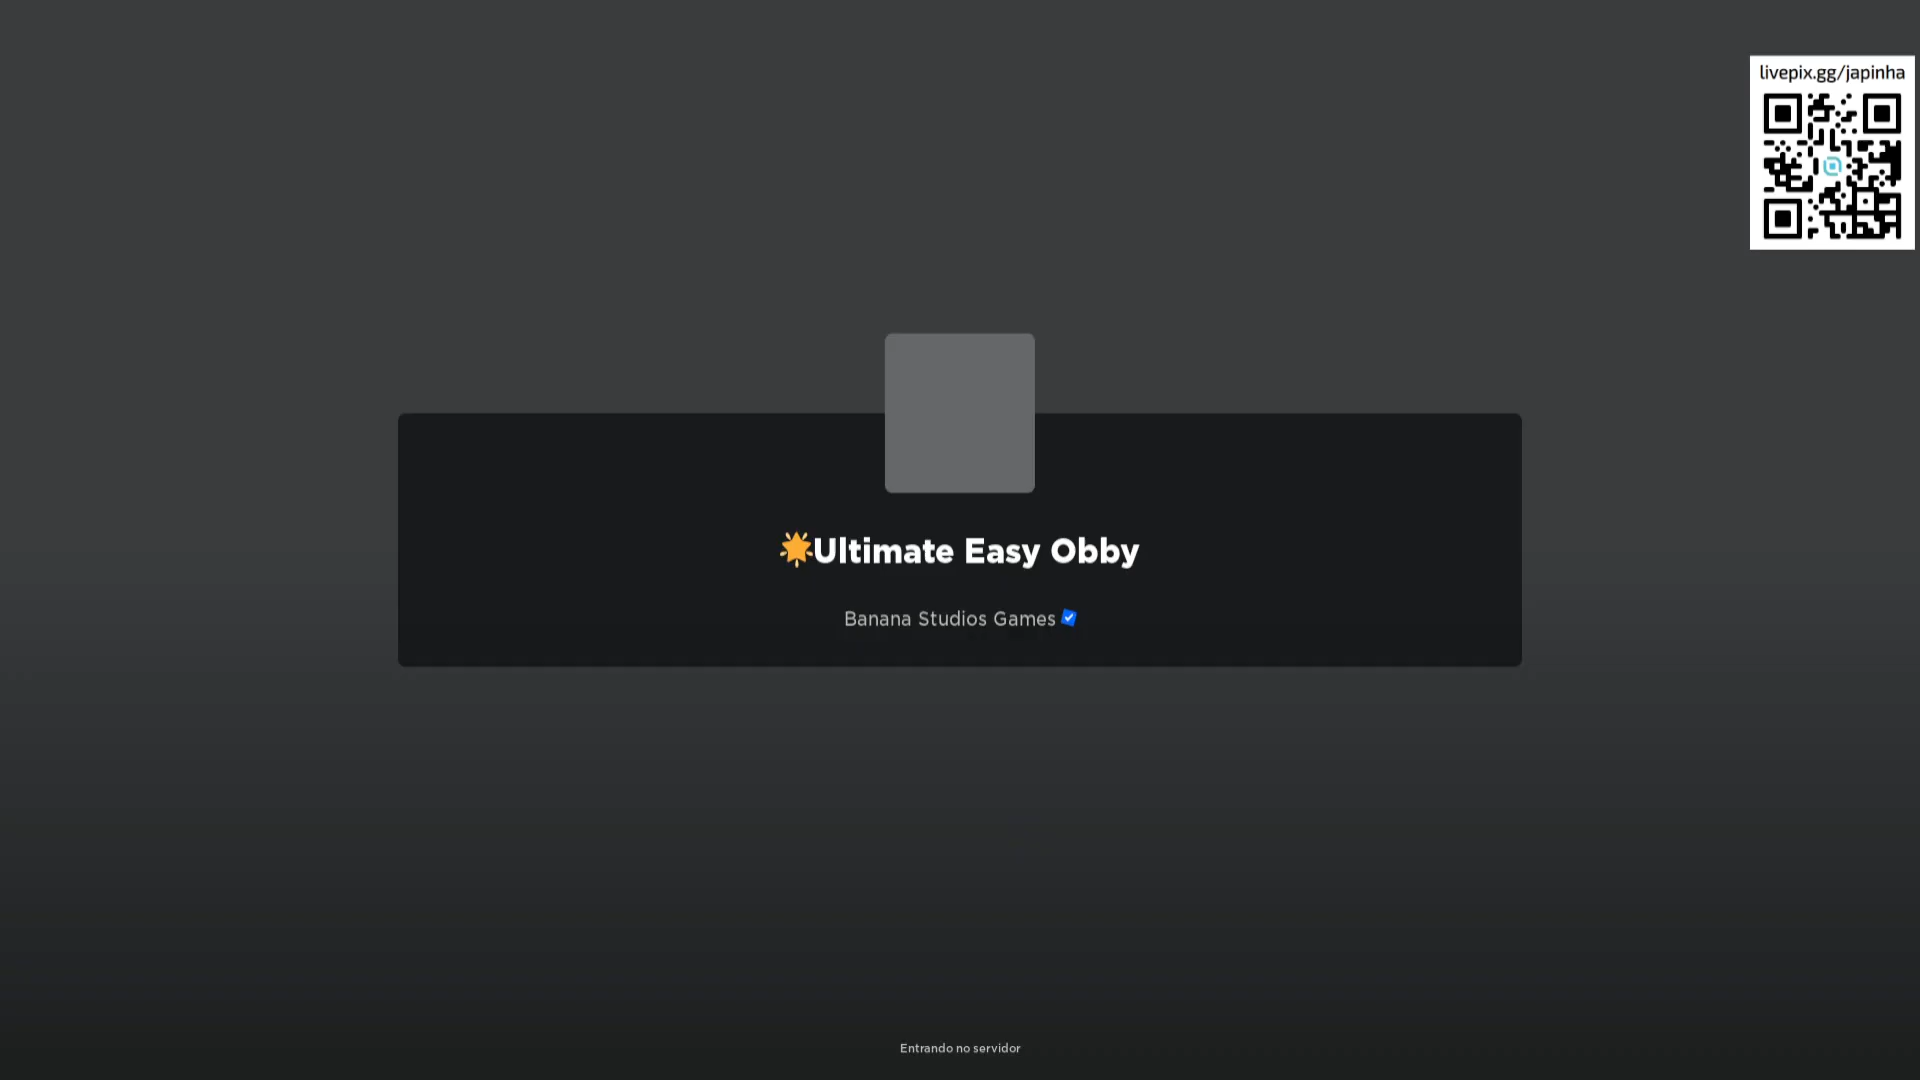 livepix.gg/japinha
🌟Ultimate Easy Obby
Banana Studios Games
Entrando no servidor